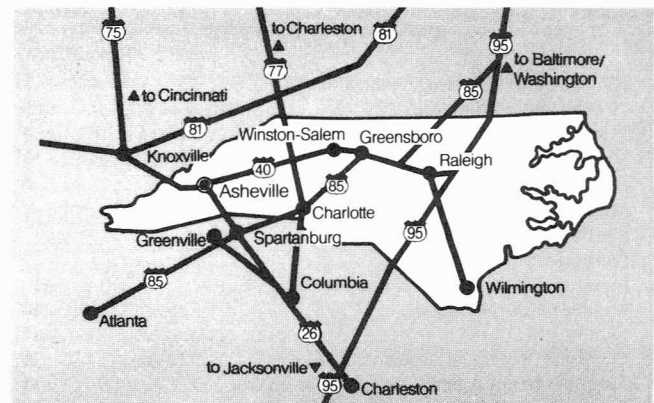 75
to Charleston
77
81
95
to Baltimore/
Washington
85
to Cincinnati
81
Winston-Salem
Greensboro
Knoxville
40
Raleigh
Asheville
85
Charlotte
Greenville
Spartanburg
95
85
Columbia
Wilmington
Atlanta
26
to Jacksonville
95
Charleston